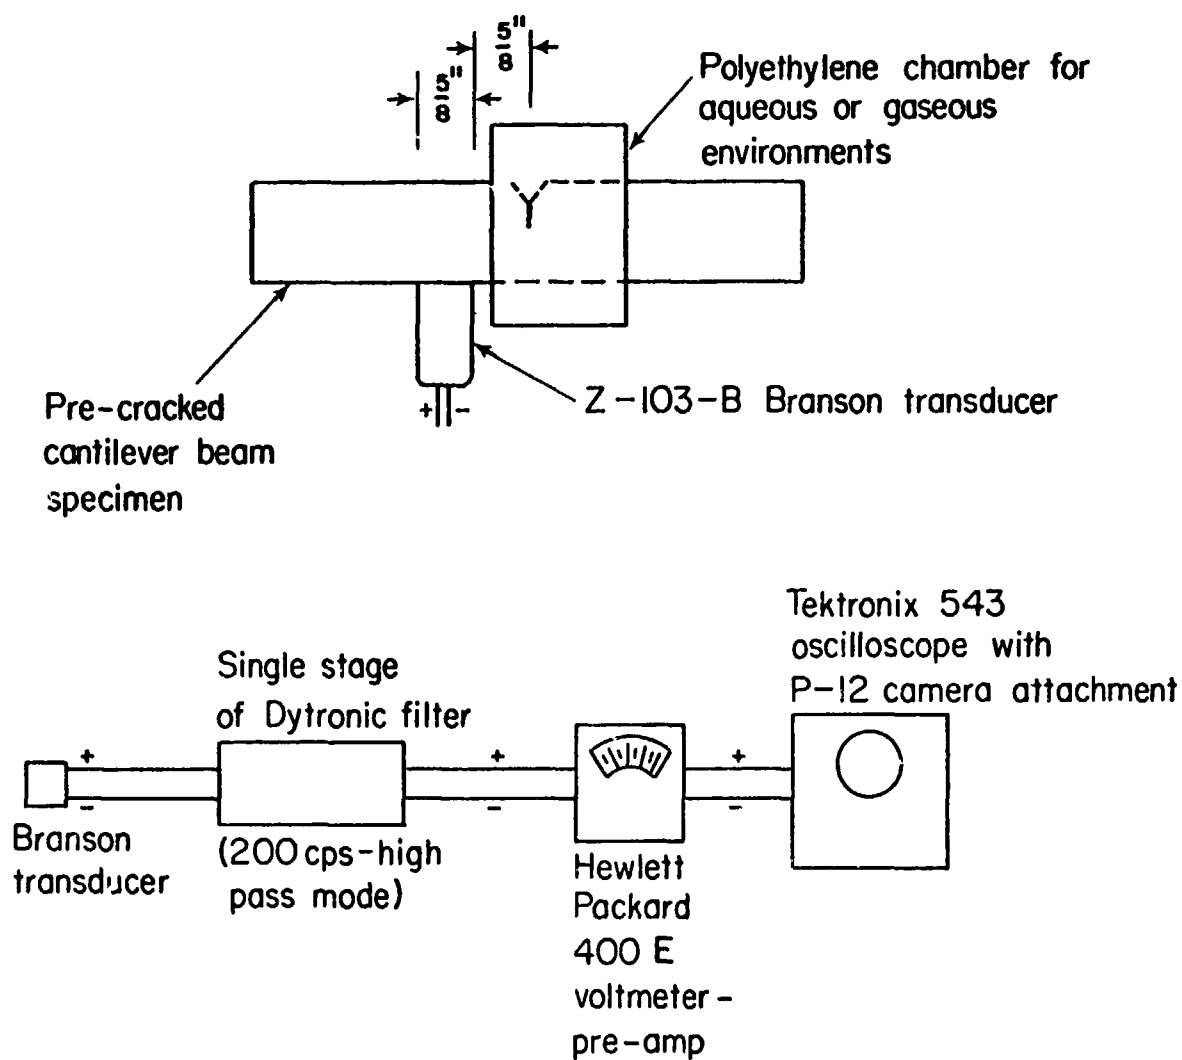 5/8"
5/8"
Polyethylene chamber for
aqueous or gaseous
environments
Pre-cracked
cantilever beam
specimen
+ -
Z-103-B Branson transducer
Tektronix 543
oscilloscope with
P-12 camera attachment
Single stage
of Dytronic filter
+ + +
- - -
Branson
transducer
(200 cps-high
pass mode)
Hewlett
Packard
400 E
voltmeter-
pre-amp